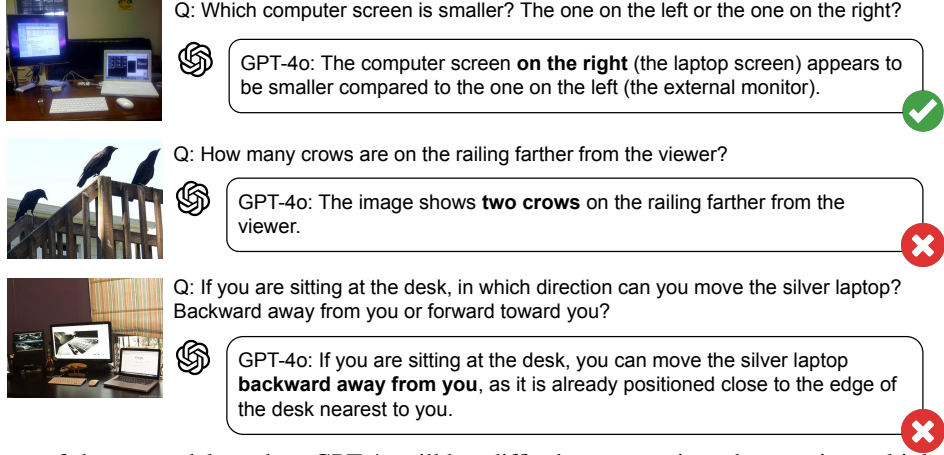 Q: Which computer screen is smaller? The one on the left or the one on the right?
GPT-4o: The computer screen on the right (the laptop screen) appears to
be smaller compared to the one on the left (the external monitor).
Q: How many crows are on the railing farther from the viewer?
GPT-4o: The image shows two crows on the railing farther from the
viewer.
Q: If you are sitting at the desk, in which direction can you move the silver laptop?
Backward away from you or forward toward you?
GPT-4o: If you are sitting at the desk, you can move the silver laptop
backward away from you, as it is already positioned close to the edge of
the desk nearest to you.